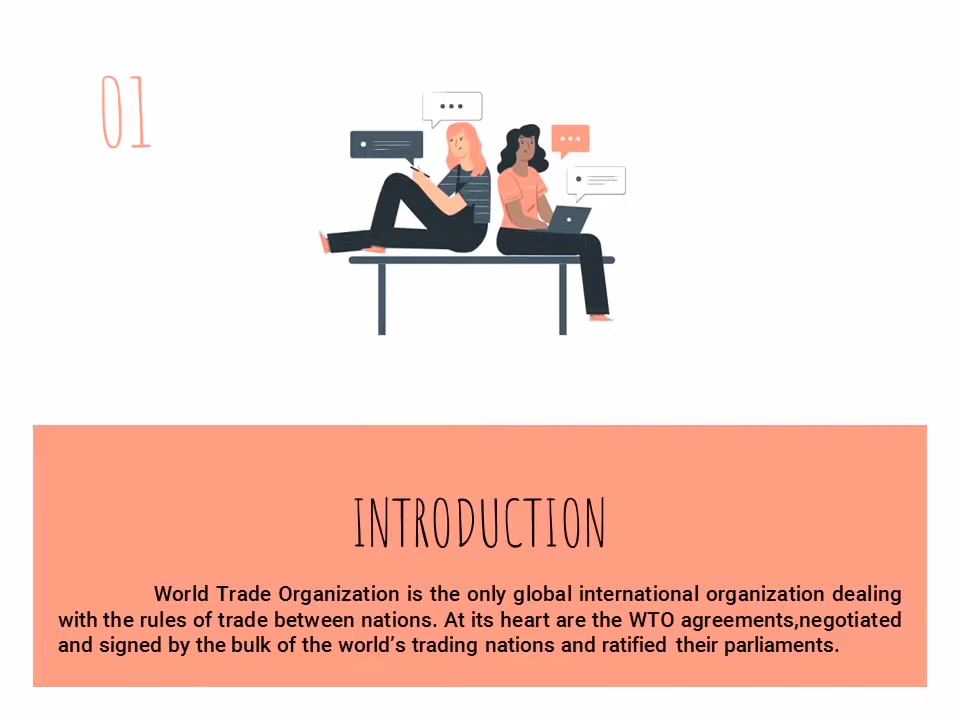 01
INTRODUCTION
World Trade Organization is the only global international organization dealing
with the rules of trade between nations. At its heart are the WTO agreements,negotiated
and signed by the bulk of the world’s trading nations and ratified their parliaments.